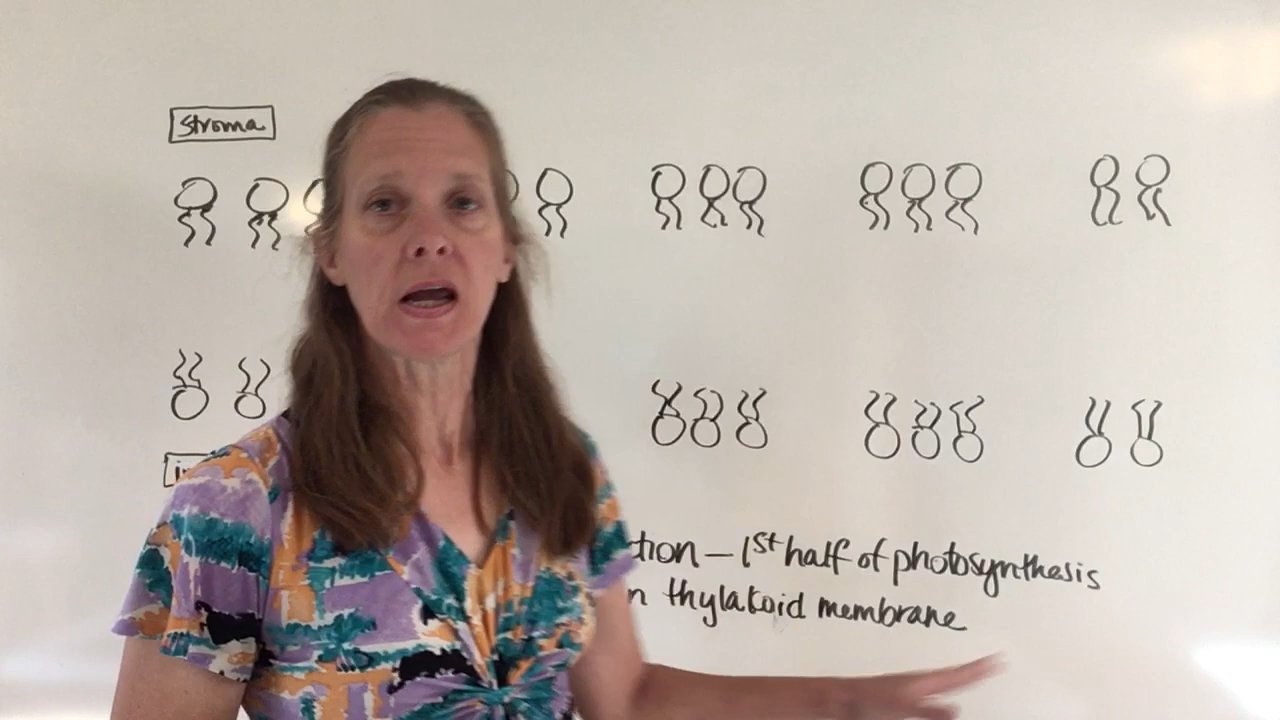 Stroma
tion – 1st half of photosynthesis
n thylakoid membrane